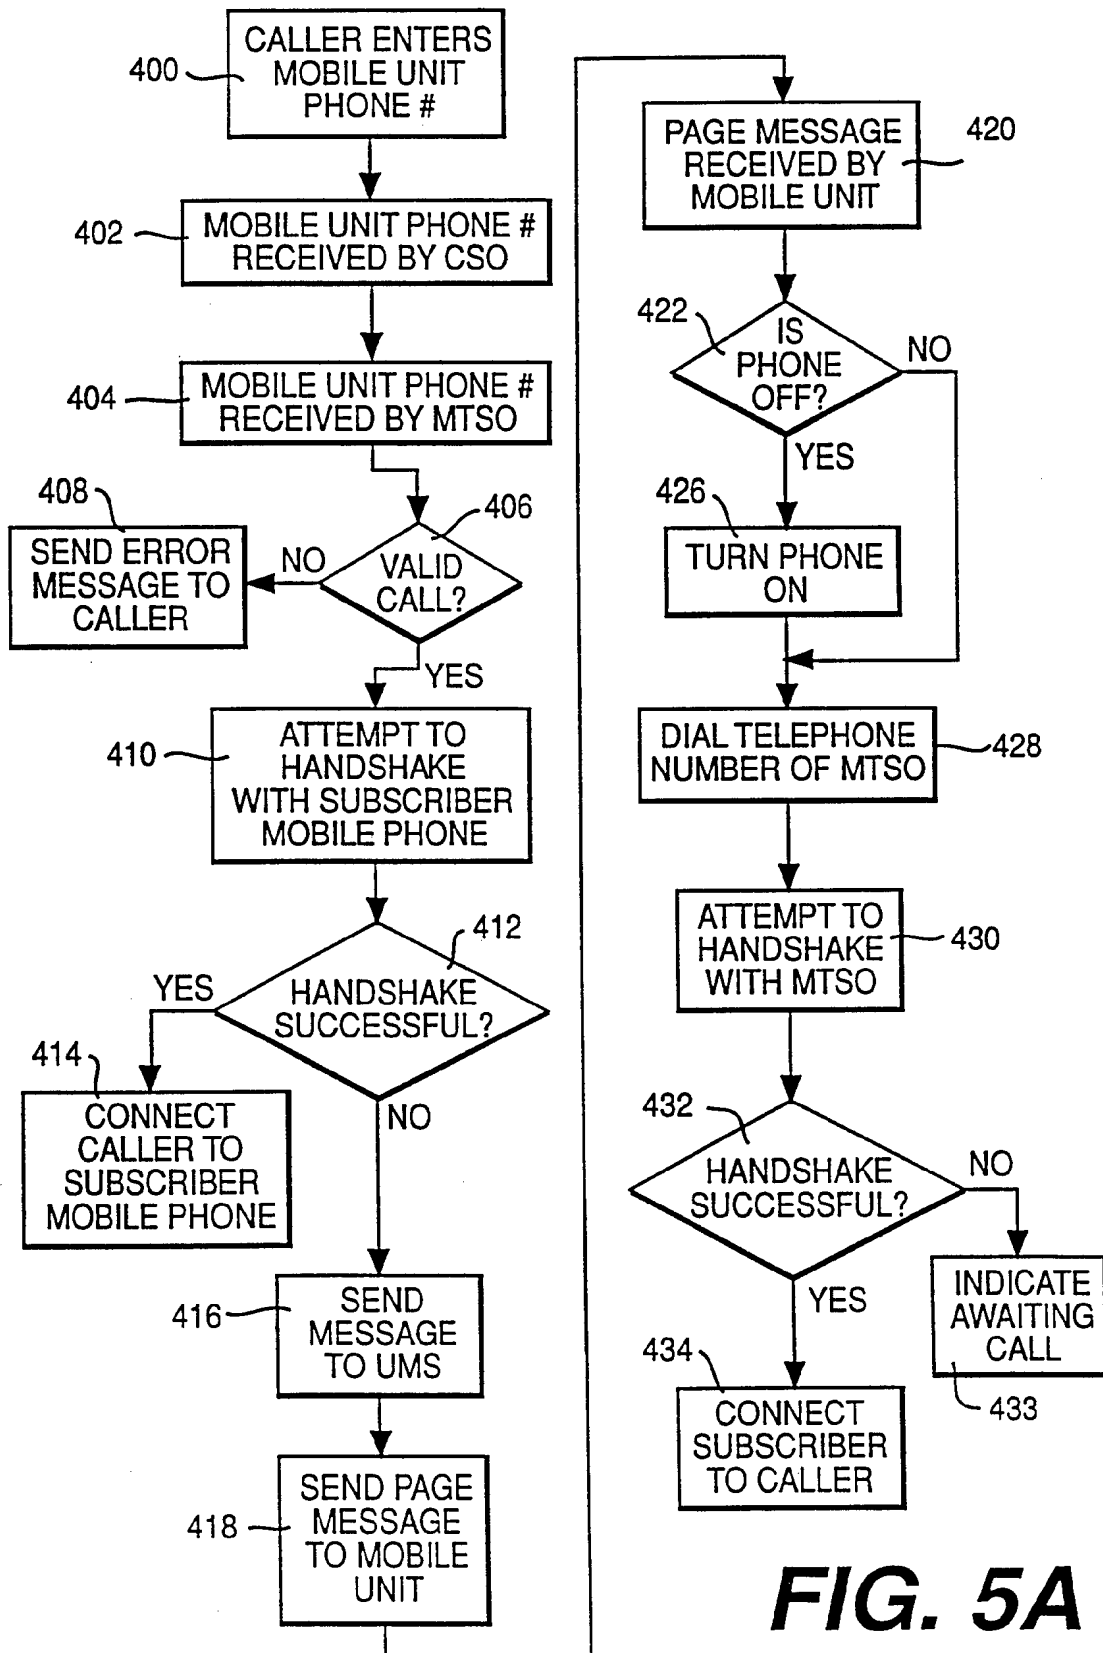 400
CALLER ENTERS
MOBILE UNIT
PHONE #
402
MOBILE UNIT PHONE #
RECEIVED BY CSO
404
MOBILE UNIT PHONE #
RECEIVED BY MTSO
406
VALID
CALL?
NO
YES
408
SEND ERROR
MESSAGE TO
CALLER
410
ATTEMPT TO
HANDSHAKE
WITH SUBSCRIBER
MOBILE PHONE
412
HANDSHAKE
SUCCESSFUL?
YES
NO
414
CONNECT
CALLER TO
SUBSCRIBER
MOBILE PHONE
416
SEND
MESSAGE
TO UMS
418
SEND PAGE
MESSAGE
TO MOBILE
UNIT
420
PAGE MESSAGE
RECEIVED BY
MOBILE UNIT
422
IS
PHONE
OFF?
NO
YES
426
TURN PHONE
ON
428
DIAL TELEPHONE
NUMBER OF MTSO
430
ATTEMPT TO
HANDSHAKE
WITH MTSO
432
HANDSHAKE
SUCCESSFUL?
NO
YES
433
INDICATE
AWAITING
CALL
434
CONNECT
SUBSCRIBER
TO CALLER
FIG. 5A